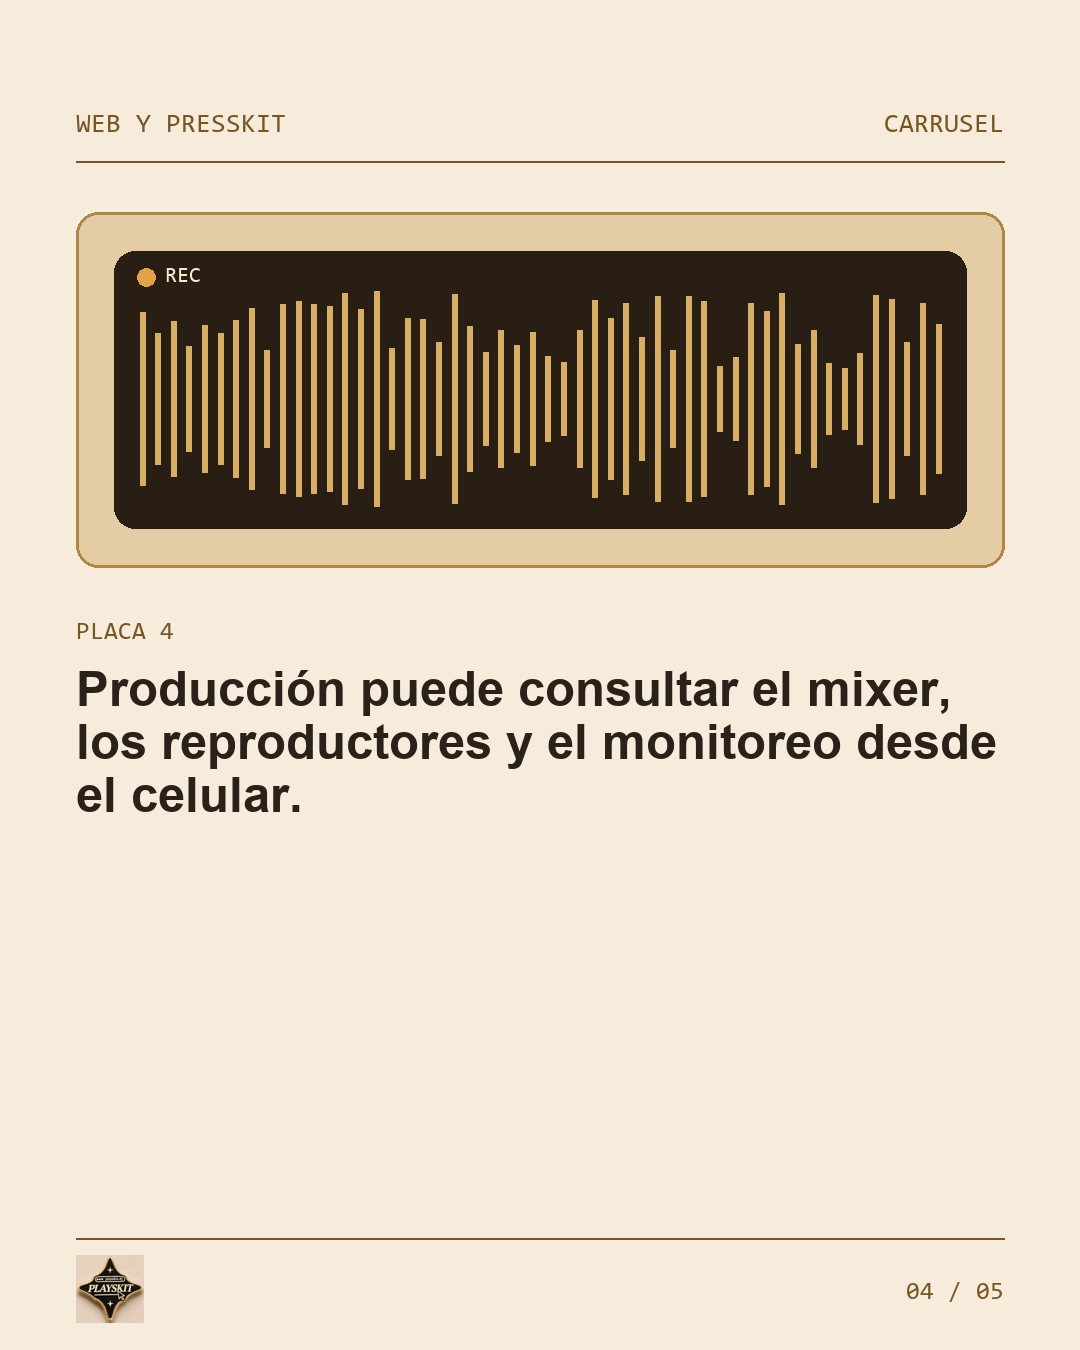 WEB Y PRESSKIT
CARRUSEL
REC
PLACA 4
Producción puede consultar el mixer,
los reproductores y el monitoreo desde
el celular.
PLAYSKIT
04 / 05